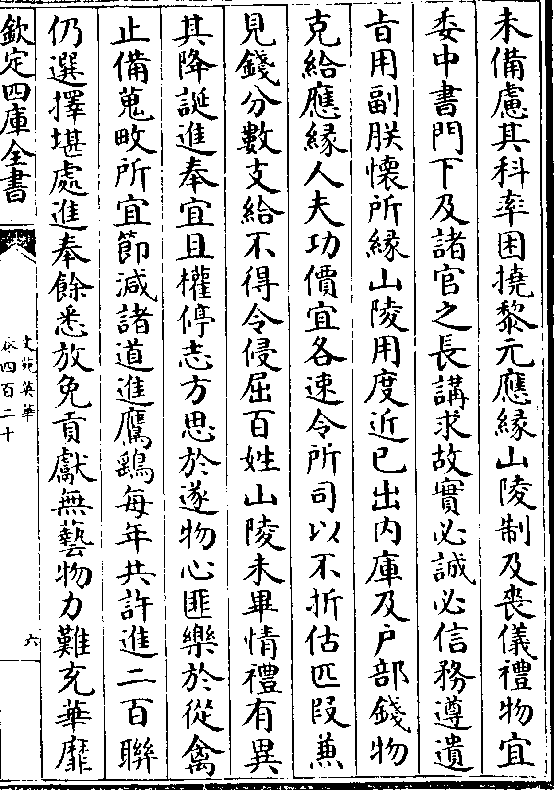 未備慮其科率困撓黎元應縁山陵制及喪儀禮物宜
委中書門下及諸官之長講求故實必誠必信務遵遺
㫖用副朕懷所縁山陵用度近已出内庫及户部錢物
克給應縁人夫功價宜各速令所司以不折估匹段蕪
見錢分數支給不得令侵屈百姓山陵未畢情禮有異
其降誕進奉宜且權停志方思於遂物心匪樂於從禽
止備蒐畋所宜節減諸道進鷹鷂每年共許進二百聨
仍選擇堪處進奉餘悉放免貢獻無藝物力難充華靡
欽定四庫全書
文苑英華
卷四百二十
六